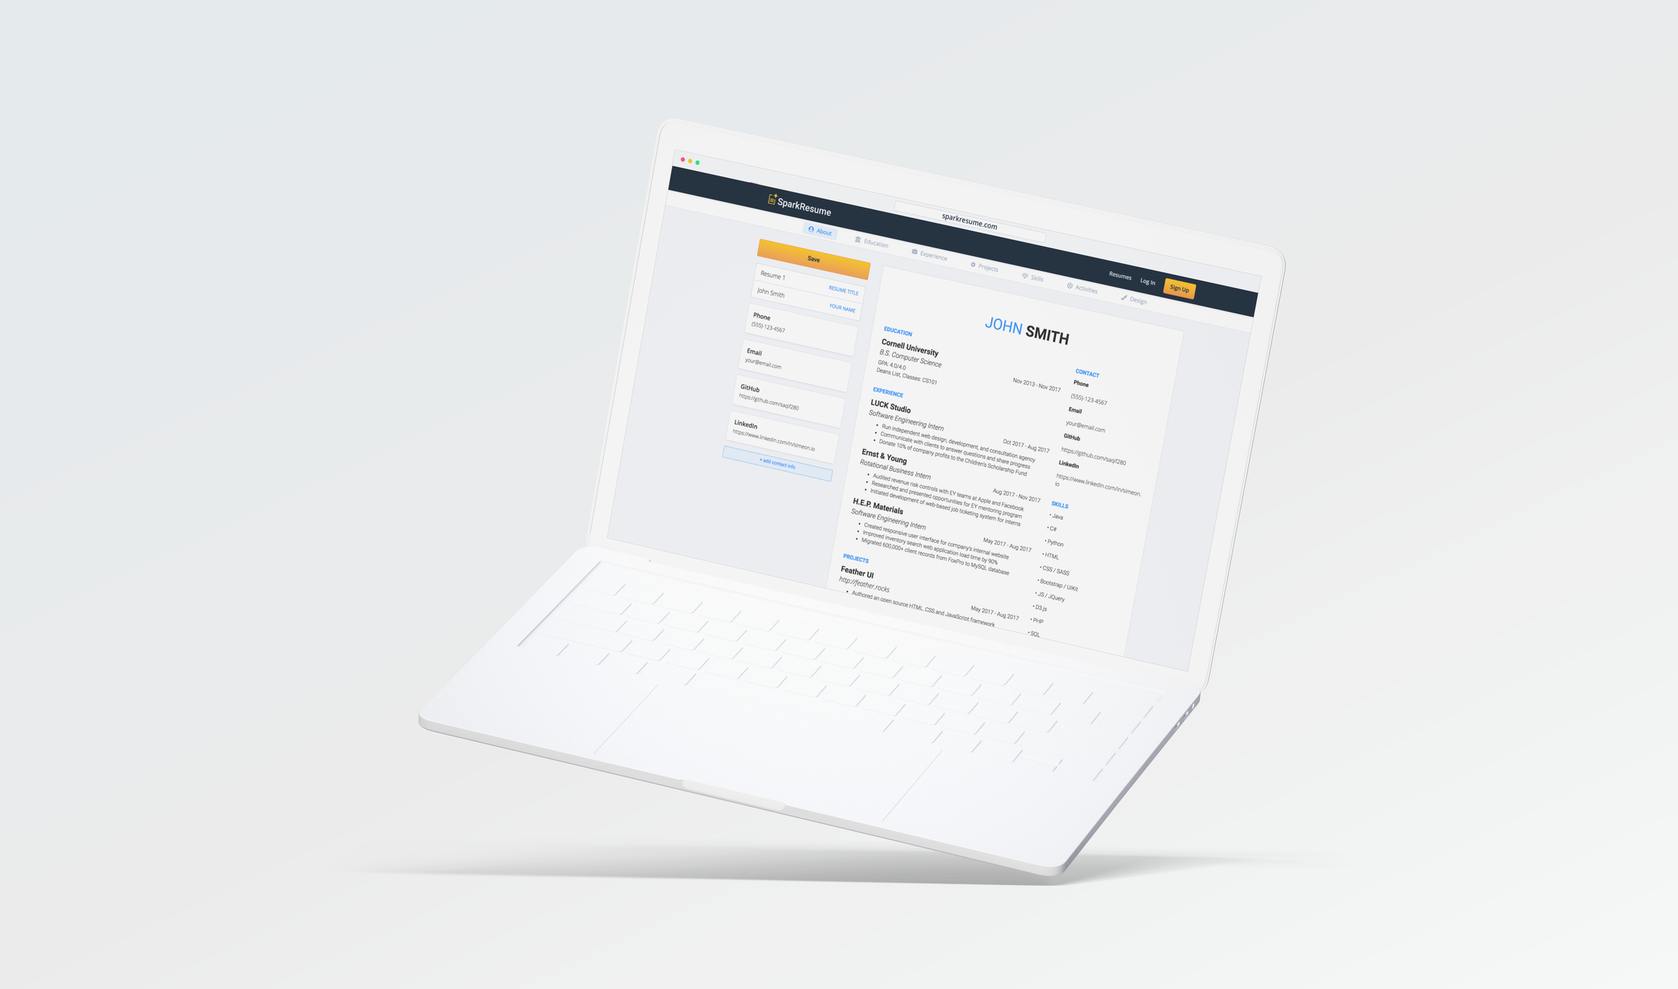 sparkresume.com
SparkResume
Resumes
Log In
Sign Up
About
Education
Experience
Projects
Skills
Activities
Design
Save
Resume 1
RESUME TITLE
John Smith
YOUR NAME
Phone
(555)-123-4567
Email
your@email.com
GitHub
https://github.com/saqif280
LinkedIn
https://www.linkedin.com/in/simeon.io
+ add contact info
JOHN SMITH
EDUCATION
Cornell University
B.S. Computer Science
Nov 2013 - Nov 2017
GPA: 4.0/4.0
Deans List, Classes: CS101
EXPERIENCE
LUCK Studio
Software Engineering Intern
Oct 2017 - Aug 2017
• Run independent web design, development, and consultation agency
• Communicate with clients to answer questions and share progress
• Donate 10% of company profits to the Children's Scholarship Fund
Ernst & Young
Rotational Business Intern
Aug 2017 - Nov 2017
• Audited revenue risk controls with EY teams at Apple and Facebook
• Researched and presented opportunities for EY mentoring program
• Initiated development of web-based job ticketing system for interns
H.E.P. Materials
Software Engineering Intern
May 2017 - Aug 2017
• Created responsive user interface for company's internal website
• Improved inventory search web application load time by 90%
• Migrated 600,000+ client records from FoxPro to MySQL database
PROJECTS
Feather UI
http://feather.rocks
May 2017 - Aug 2017
• Authored an open source HTML, CSS and JavaScript framework
CONTACT
Phone
(555)-123-4567
Email
your@email.com
GitHub
https://github.com/saqif280
LinkedIn
https://www.linkedin.com/in/simeon.
io
SKILLS
• Java
• C#
• Python
• HTML
• CSS / SASS
• Bootstrap / UiKit
• JS / JQuery
• D3.js
• PHP
• SQL